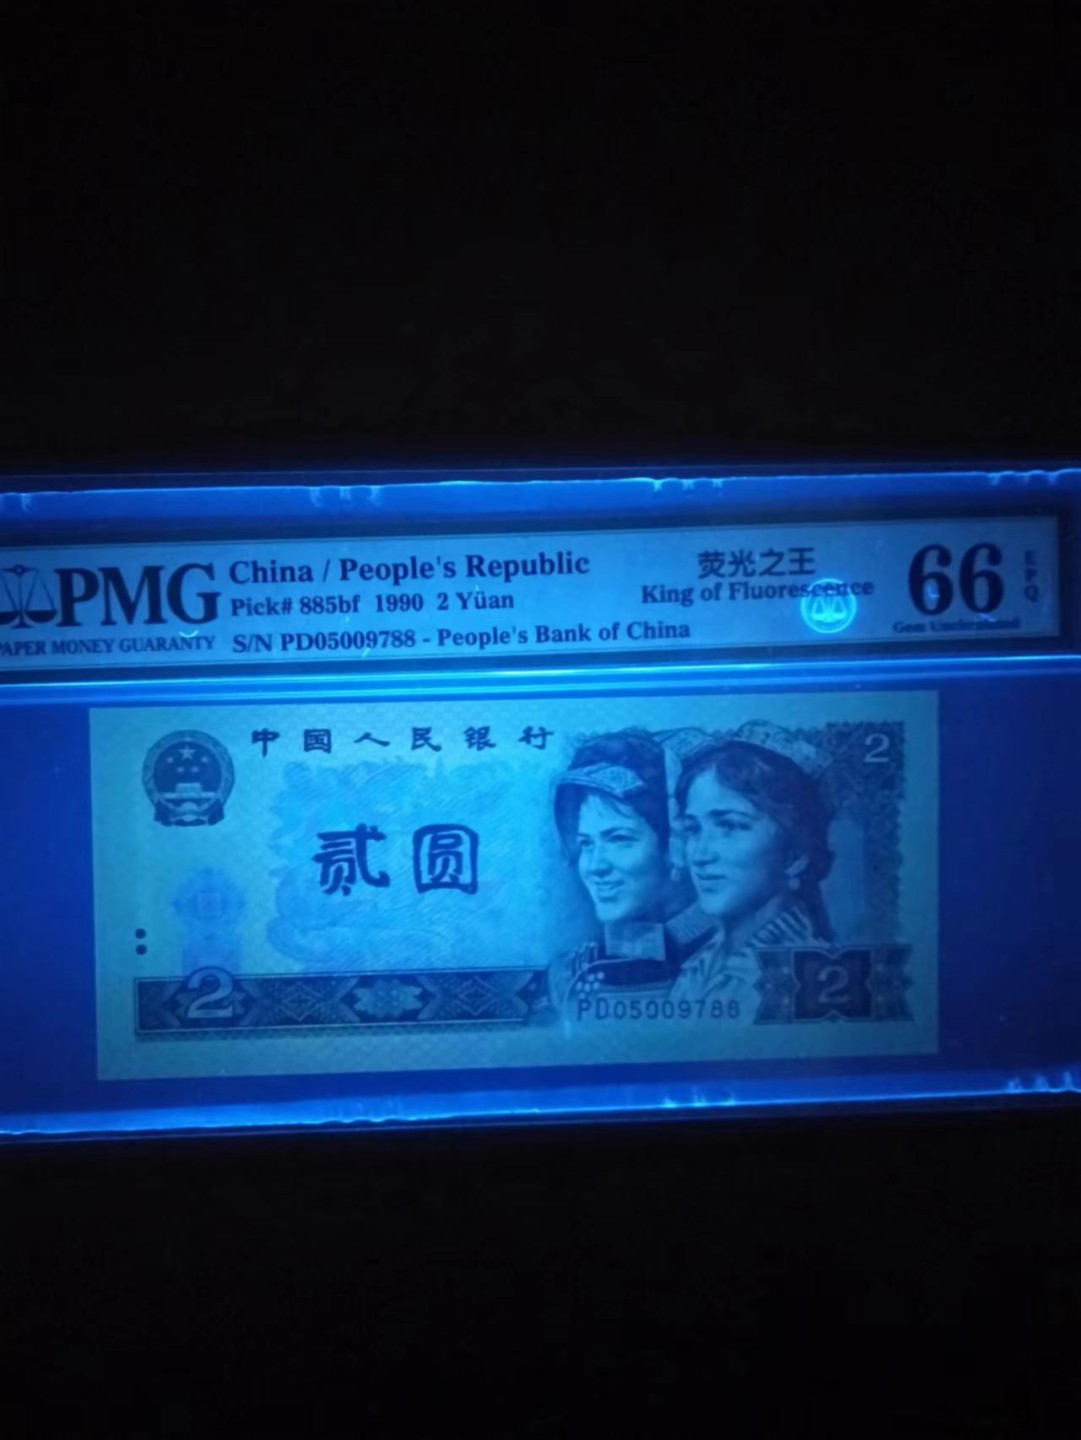 PMG
PAPER MONEY GUARANTY
China / People's Republic
Pick# 885bf 1990 2 Yüan
S/N PD05009788 - People's Bank of China
荧光之王
King of Fluorescence
66
EPQ
Gem Uncirculated
中国人民银行
2
贰圆
2
PD05009788
2